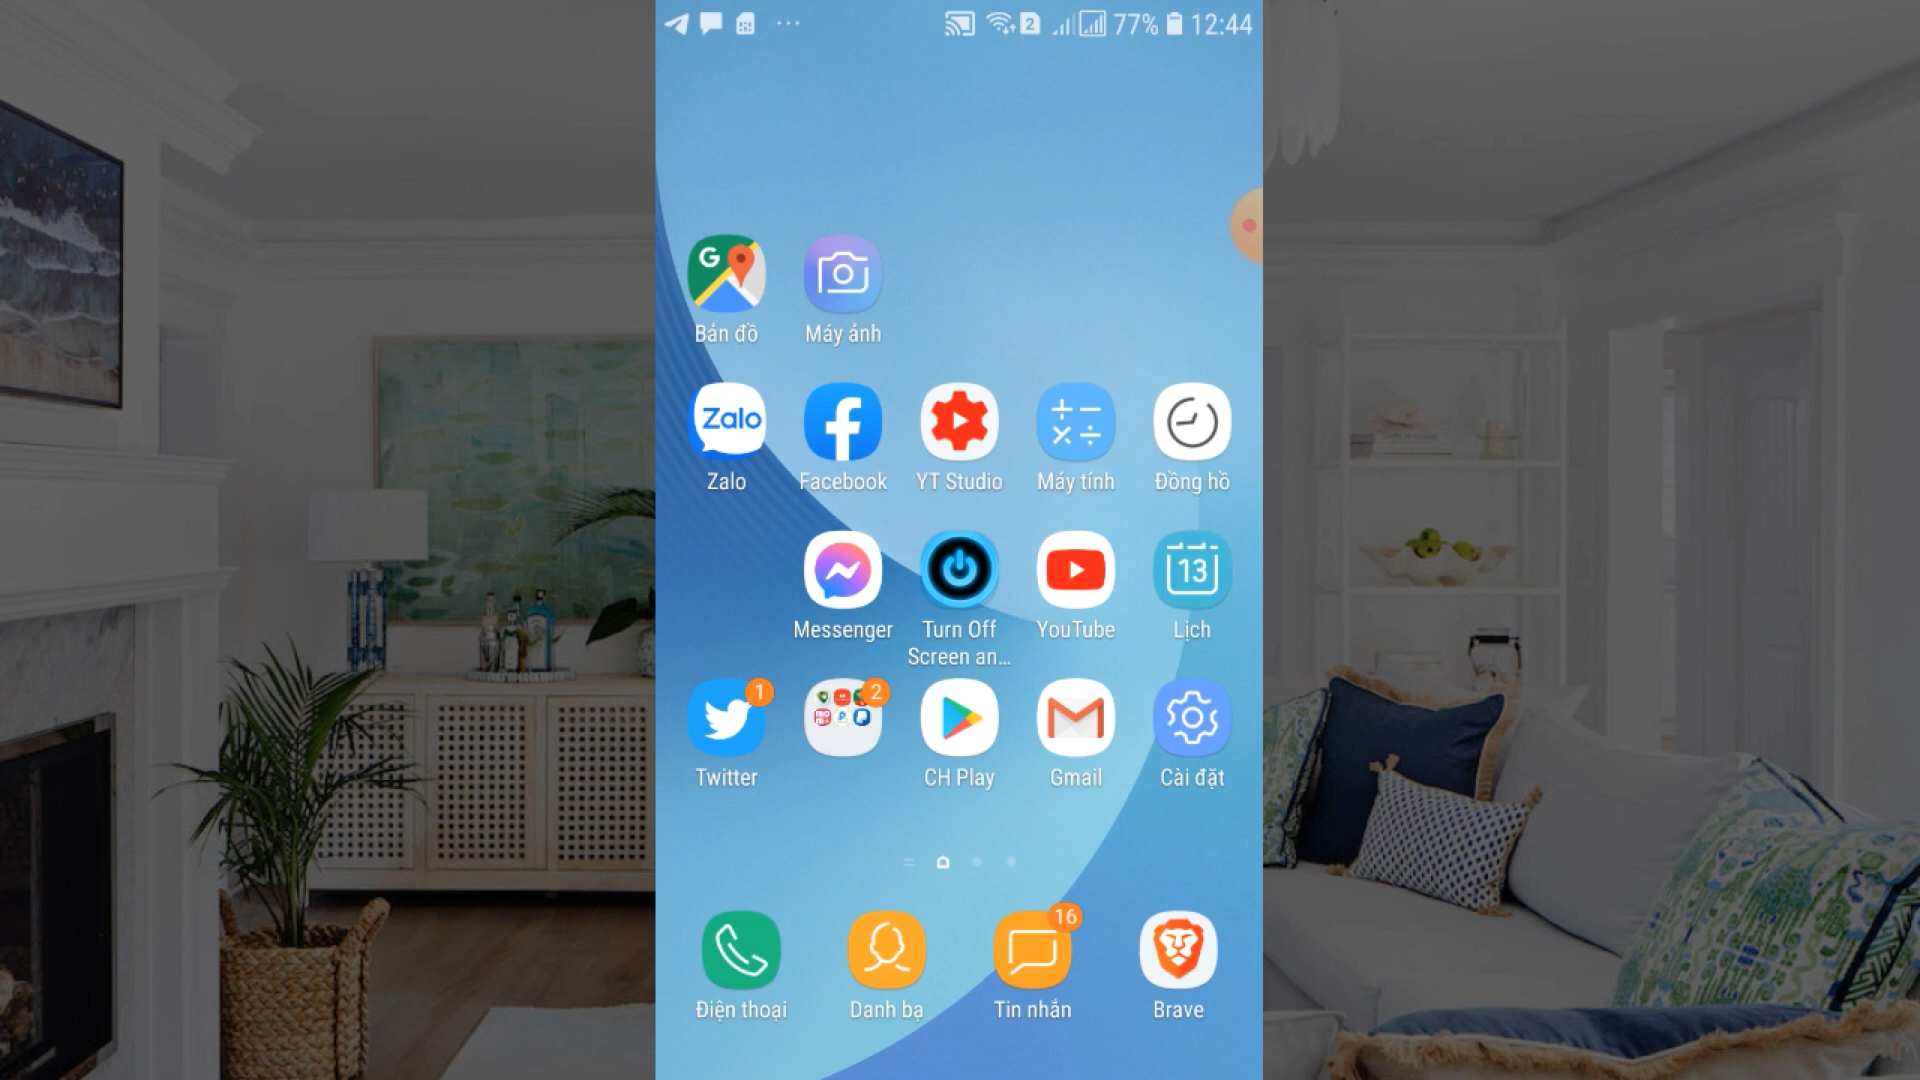 2 77% 12:44
G
Bản đồ Máy ảnh
Zalo
Zalo Facebook YT Studio Máy tính Đồng hồ
13
Messenger Turn Off Screen an... YouTube Lịch
1 2
Twitter CH Play Gmail Cài đặt
16
Điện thoại Danh bạ Tin nhắn Brave